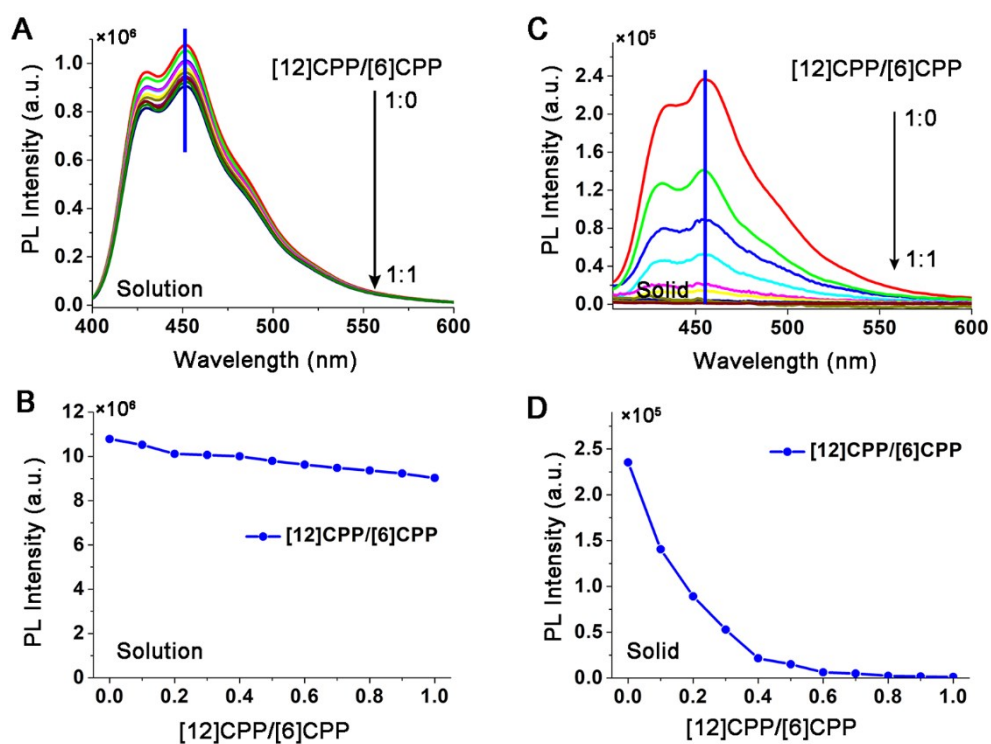 A
×10⁶
PL Intensity (a.u.)
1.0
0.8
0.6
0.4
0.2
0.0
[12]CPP/[6]CPP
1:0
1:1
Solution
400 450 500 550 600
Wavelength (nm)
C
×10⁵
PL Intensity (a.u.)
2.4
2.0
1.6
1.2
0.8
0.4
0.0
[12]CPP/[6]CPP
1:0
1:1
Solid
450 500 550 600
Wavelength (nm)
B
×10⁶
PL Intensity (a.u.)
12
10
8
6
4
2
0
[12]CPP/[6]CPP
Solution
0.0 0.2 0.4 0.6 0.8 1.0
[12]CPP/[6]CPP
D
×10⁵
PL Intensity (a.u.)
2.5
2.0
1.5
1.0
0.5
0.0
[12]CPP/[6]CPP
Solid
0.0 0.2 0.4 0.6 0.8 1.0
[12]CPP/[6]CPP